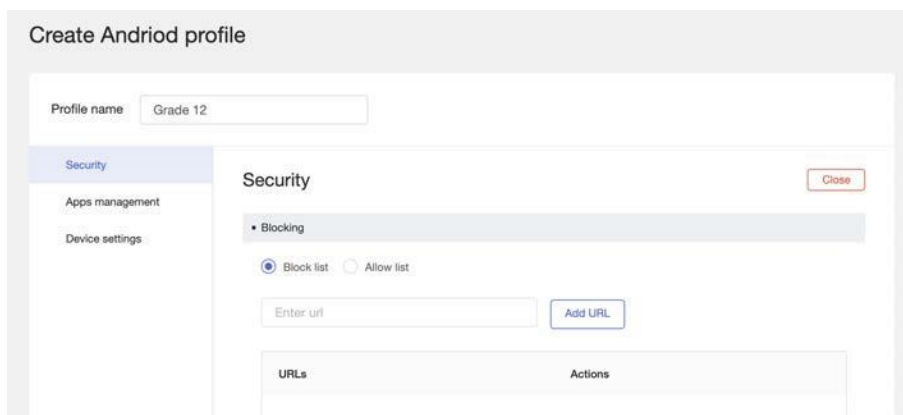 Create Andriod profile
Profile name Grade 12
Security
Apps management
Device settings
Security Close
• Blocking
Block list Allow list
Enter url Add URL
URLs Actions